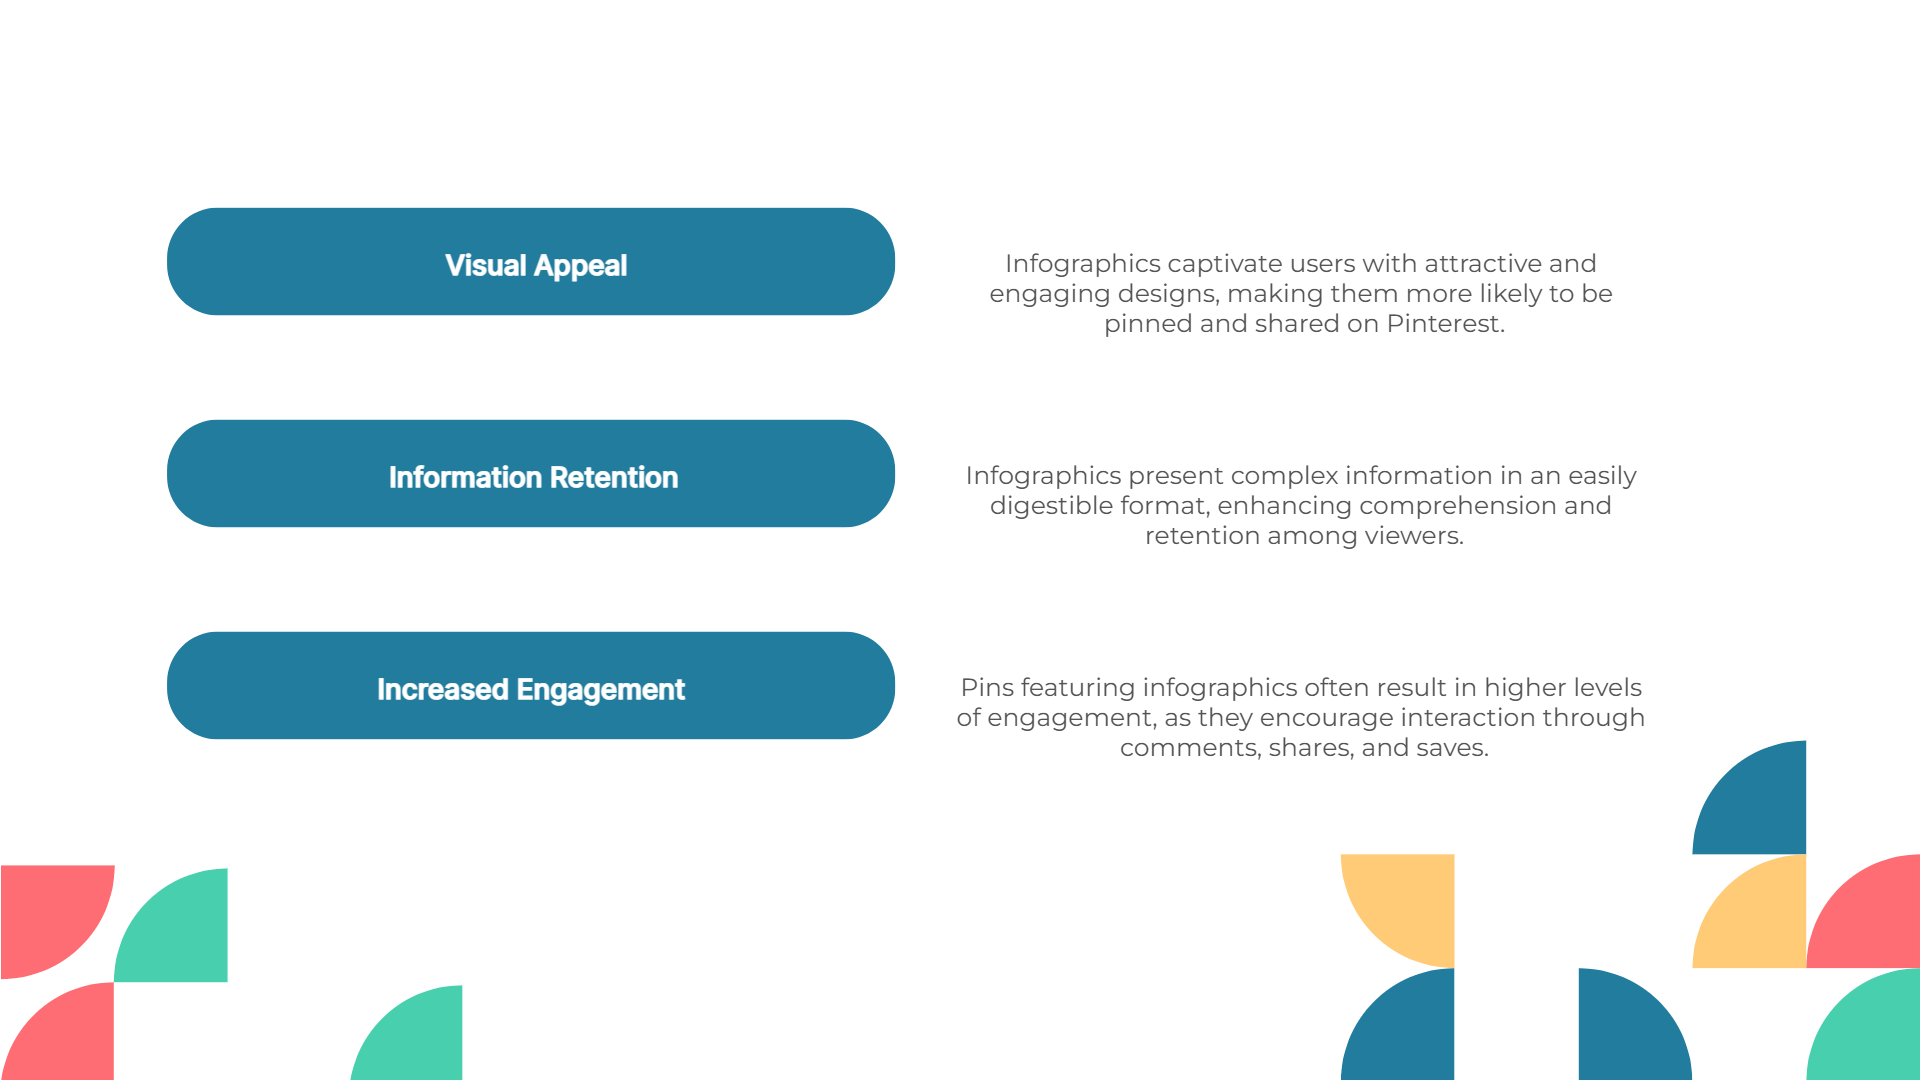 Visual Appeal
Infographics captivate users with attractive and
engaging designs, making them more likely to be
pinned and shared on Pinterest.
Information Retention
Infographics present complex information in an easily
digestible format, enhancing comprehension and
retention among viewers.
Increased Engagement
Pins featuring infographics often result in higher levels
of engagement, as they encourage interaction through
comments, shares, and saves.